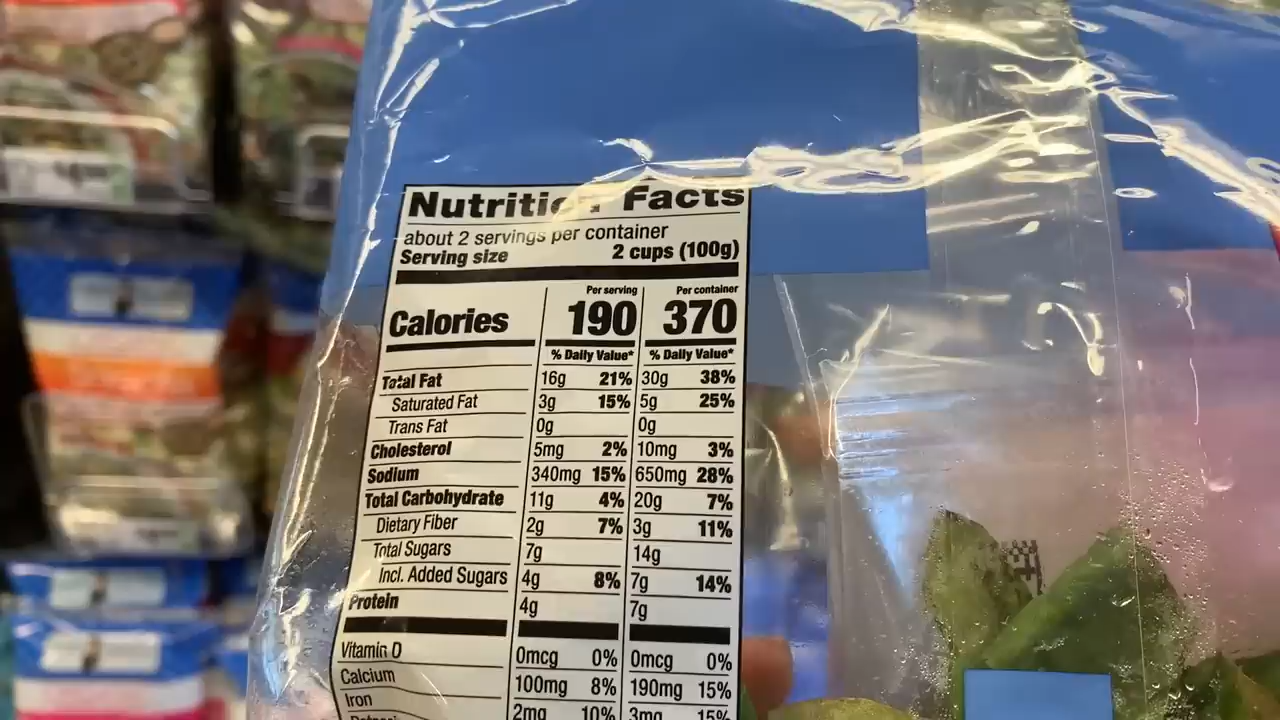 Nutrition Facts
about 2 servings per container
Serving size 2 cups (100g)
Per serving Per container
Calories 190 370
% Daily Value* % Daily Value*
Total Fat 16g 21% 30g 38%
Saturated Fat 3g 15% 5g 25%
Trans Fat 0g 0g
Cholesterol 5mg 2% 10mg 3%
Sodium 340mg 15% 650mg 28%
Total Carbohydrate 11g 4% 20g 7%
Dietary Fiber 2g 7% 3g 11%
Total Sugars 7g 14g
Incl. Added Sugars 4g 8% 7g 14%
Protein 4g 7g
Vitamin D 0mcg 0% 0mcg 0%
Calcium 100mg 8% 190mg 15%
Iron 2mg 10% 3mg 15%